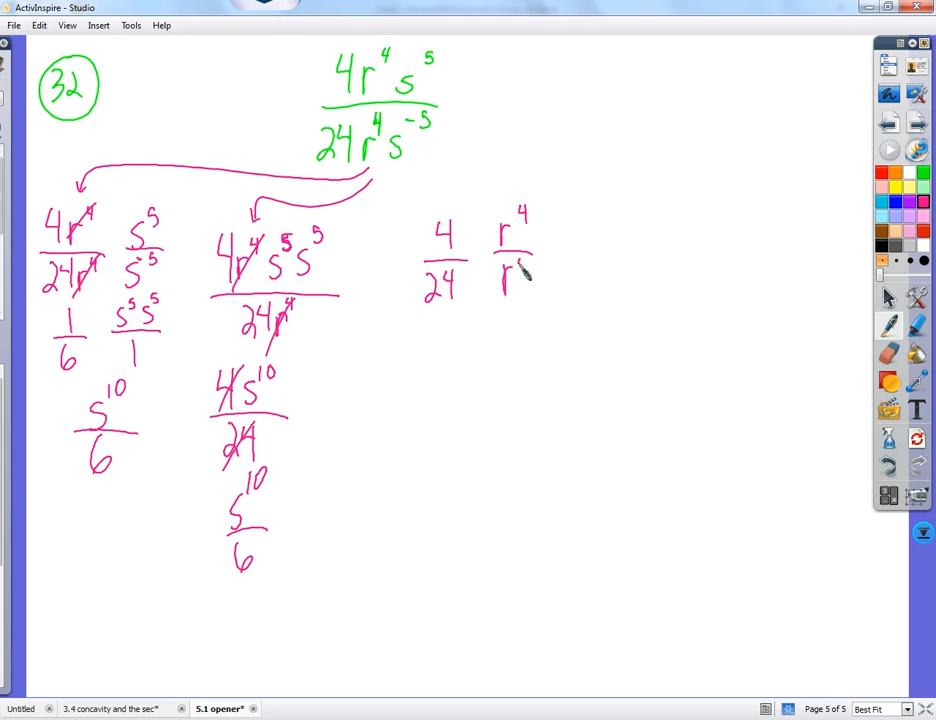 ActivInspire - Studio
File Edit View Insert Tools Help
32
4r⁴s⁵
24r⁴s⁻⁵
4r⁴ s⁵
24r⁴ s⁻⁵
1 s⁵s⁵
6 1
s¹⁰
6
4r⁴s⁵s⁵
24r⁴
4s¹⁰
24
s¹⁰
6
4 r⁴
24 r
Untitled 3.4 concavity and the sec* 5.1 opener* Page 5 of 5 Best Fit